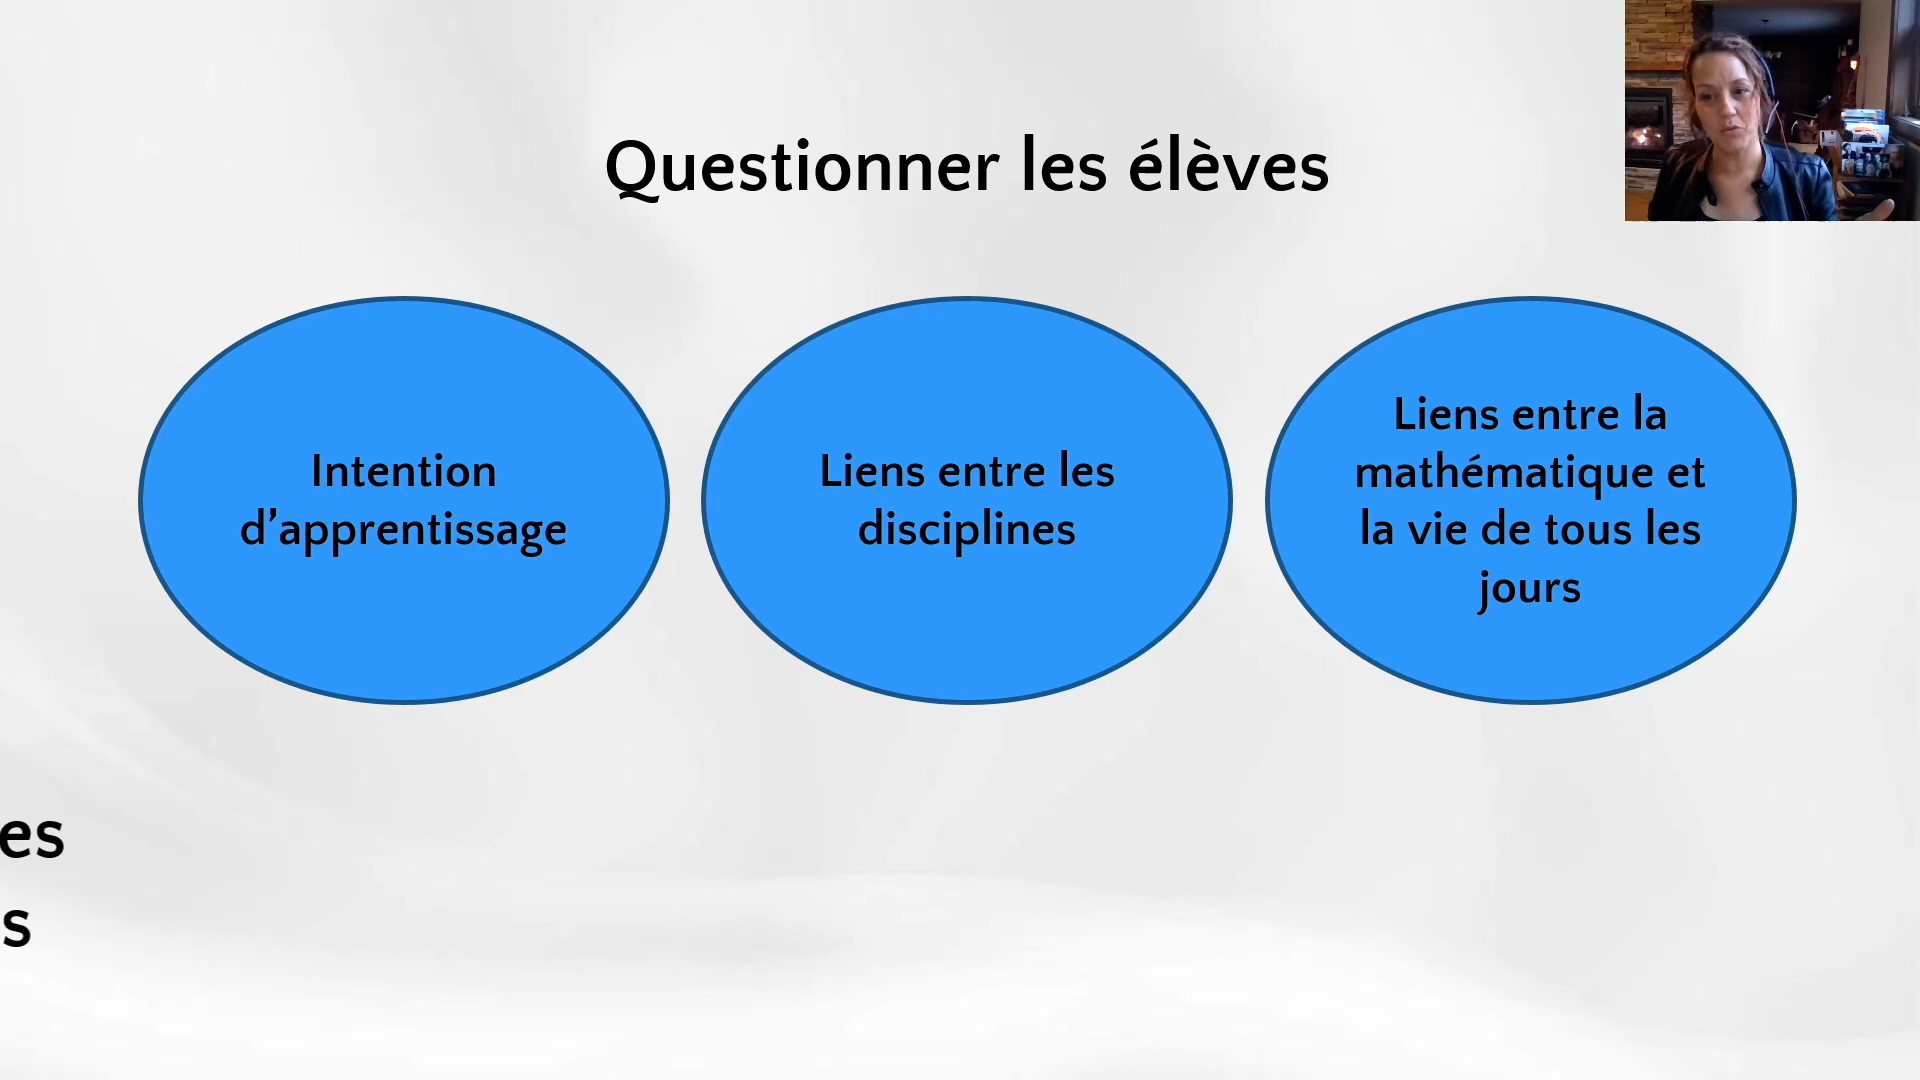 Questionner les élèves
Intention
d’apprentissage
Liens entre les
disciplines
Liens entre la
mathématique et
la vie de tous les
jours
es
s